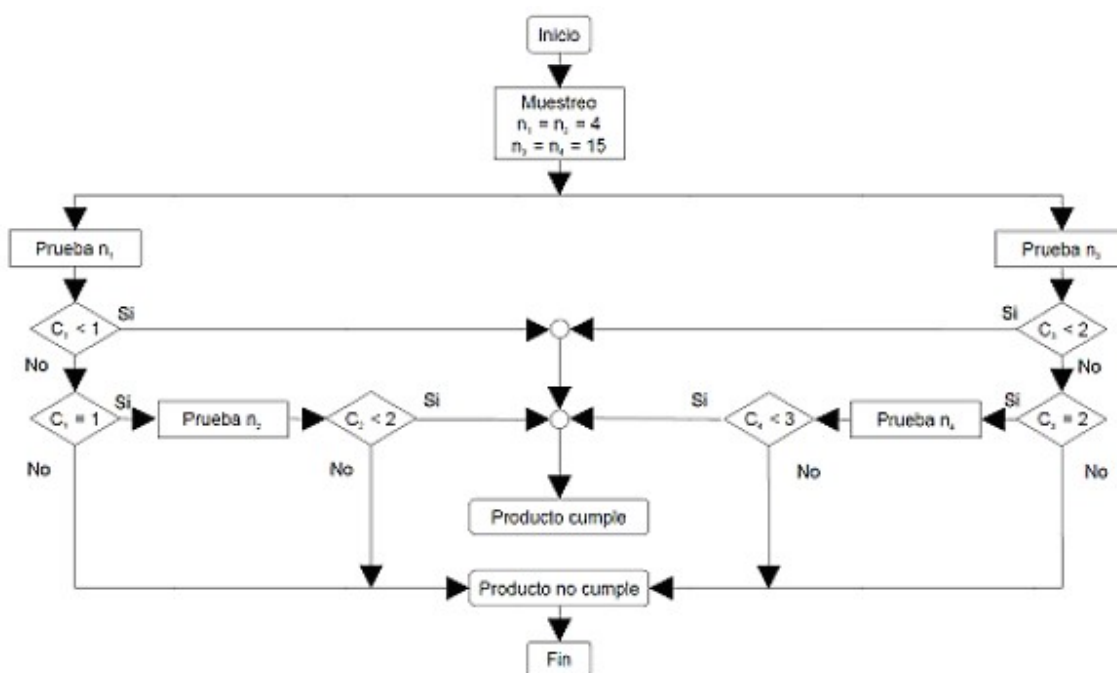 Inicio
Muestreo
n₁ = n₂ = 4
n₃ = n₄ = 15
Prueba n₁
Prueba n₃
C₁ < 1
Si
Si
C₃ < 2
No
No
C₁ = 1
Si
Prueba n₂
C₂ < 2
Si
Si
C₄ < 3
Prueba n₄
Si
C₃ = 2
No
No
No
No
Producto cumple
Producto no cumple
Fin